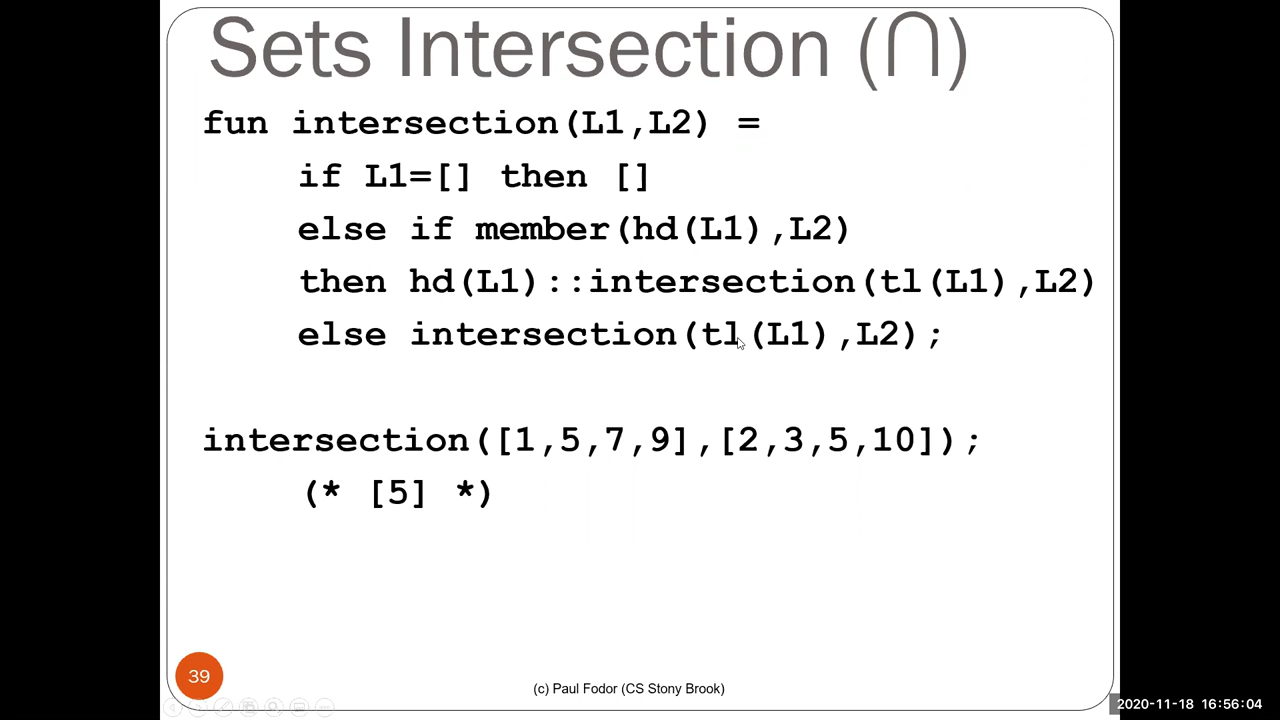 Sets Intersection (∩)
fun intersection(L1,L2) =
if L1=[] then []
else if member(hd(L1),L2)
then hd(L1)::intersection(tl(L1),L2)
else intersection(tl(L1),L2);
intersection([1,5,7,9],[2,3,5,10]);
(* [5] *)
39
(c) Paul Fodor (CS Stony Brook)
2020-11-18 16:56:04